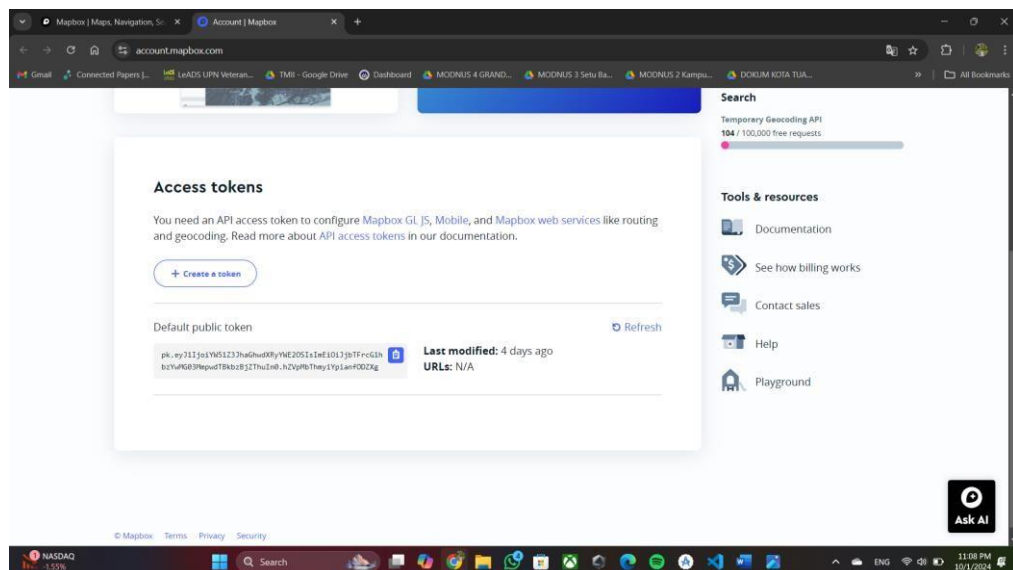 Mapbox | Maps, Navigation, Se
Account | Mapbox
account.mapbox.com
Gmail
Connected Papers |...
LeADS UPN Veteran...
TMII - Google Drive
Dashboard
MODNUS 4 GRAND...
MODNUS 3 Setu Ba...
MODNUS 2 Kampu...
DOKUM KOTA TUA...
»
All Bookmarks
Search
Temporary Geocoding API
104 / 100,000 free requests
Access tokens
You need an API access token to configure Mapbox GL JS, Mobile, and Mapbox web services like routing
and geocoding. Read more about API access tokens in our documentation.
+ Create a token
Default public token
Refresh
Last modified: 4 days ago
URLs: N/A
Tools & resources
Documentation
See how billing works
Contact sales
Help
Playground
Ask AI
© Mapbox Terms Privacy Security
1
NASDAQ
-1.55%
Search
ENG
11:08 PM
10/1/2024